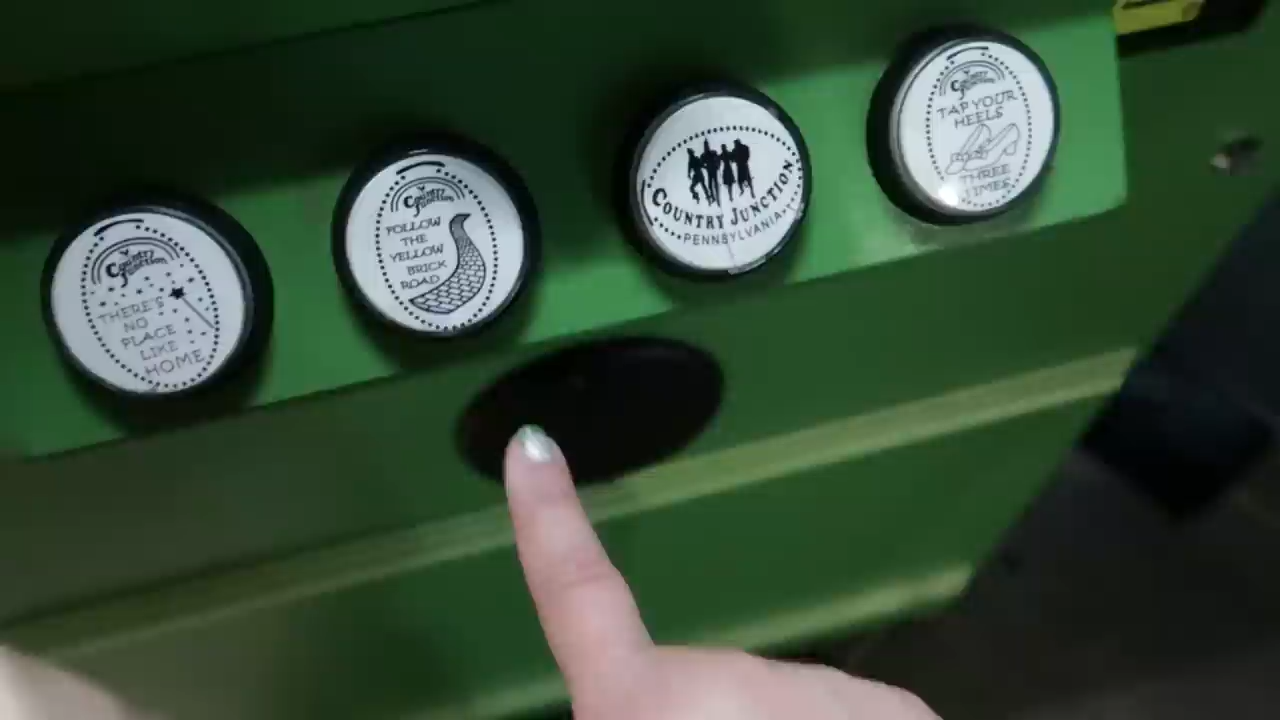 Country
Junction
THERE'S
NO
PLACE
LIKE
HOME
Country
Junction
FOLLOW
THE
YELLOW
BRICK
ROAD
COUNTRY JUNCTION
PENNSYLVANIA
Country
Junction
TAP YOUR
HEELS
THREE
TIMES